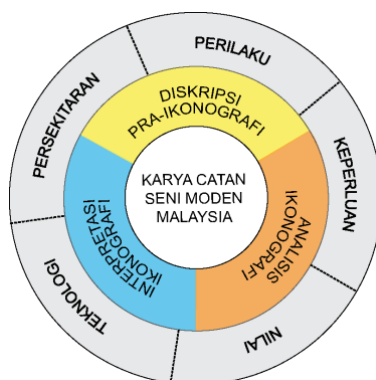 PERILAKU
KEPERLUAN
NILAI
TEKNOLOGI
PERSEKITARAN
DISKRIPSI
PRA-IKONOGRAFI
ANALISIS
IKONOGRAFI
INTERPRETASI
IKONOGRAFI
KARYA CATAN
SENI MODEN
MALAYSIA